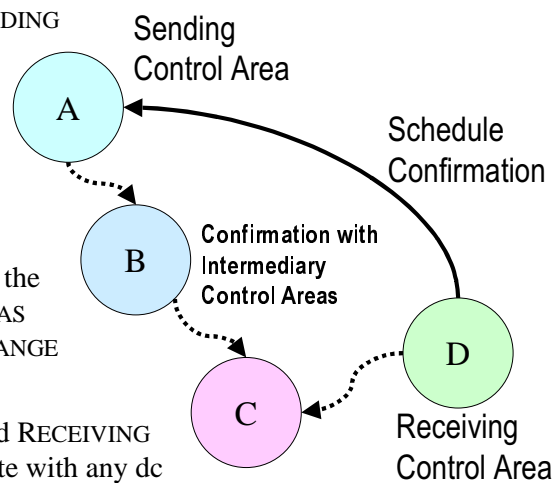 DING
Sending
Control Area
A
Schedule
Confirmation
B
Confirmation with
Intermediary
Control Areas
the
AS
ANGE
D
C
d RECEIVING
te with any dc
Receiving
Control Area